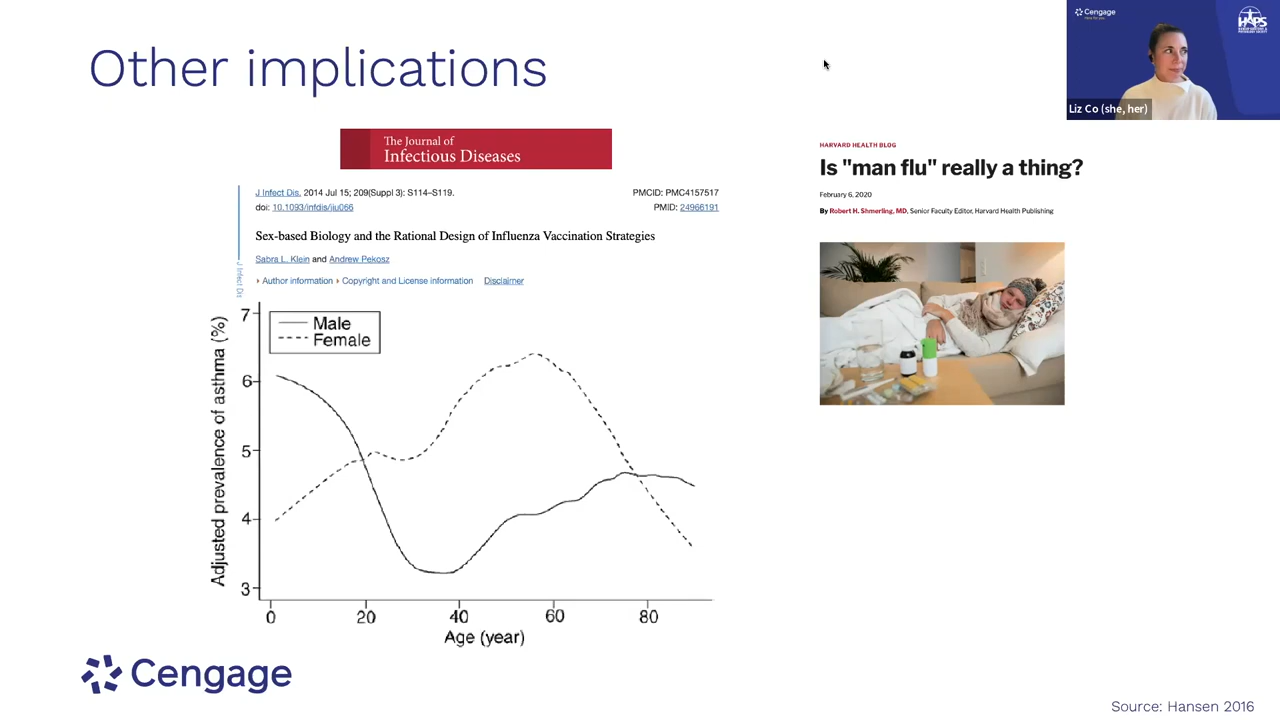 Other implications
Cengage
HAPS
Liz Co (she, her)
The Journal of
Infectious Diseases
J Infect Dis. 2014 Jul 15; 209(Suppl 3): S114–S119.
PMCID: PMC4157517
doi: 10.1093/infdis/jiu066
PMID: 24966191
Sex-based Biology and the Rational Design of Influenza Vaccination Strategies
Sabra L. Klein and Andrew Pekosz
Author information Copyright and License information Disclaimer
J Infect Dis
HARVARD HEALTH BLOG
Is "man flu" really a thing?
February 6, 2020
By Robert H. Shmerling, MD, Senior Faculty Editor, Harvard Health Publishing
Adjusted prevalence of asthma (%)
7
6
5
4
3
Male
Female
0 20 40 60 80
Age (year)
Cengage
Source: Hansen 2016